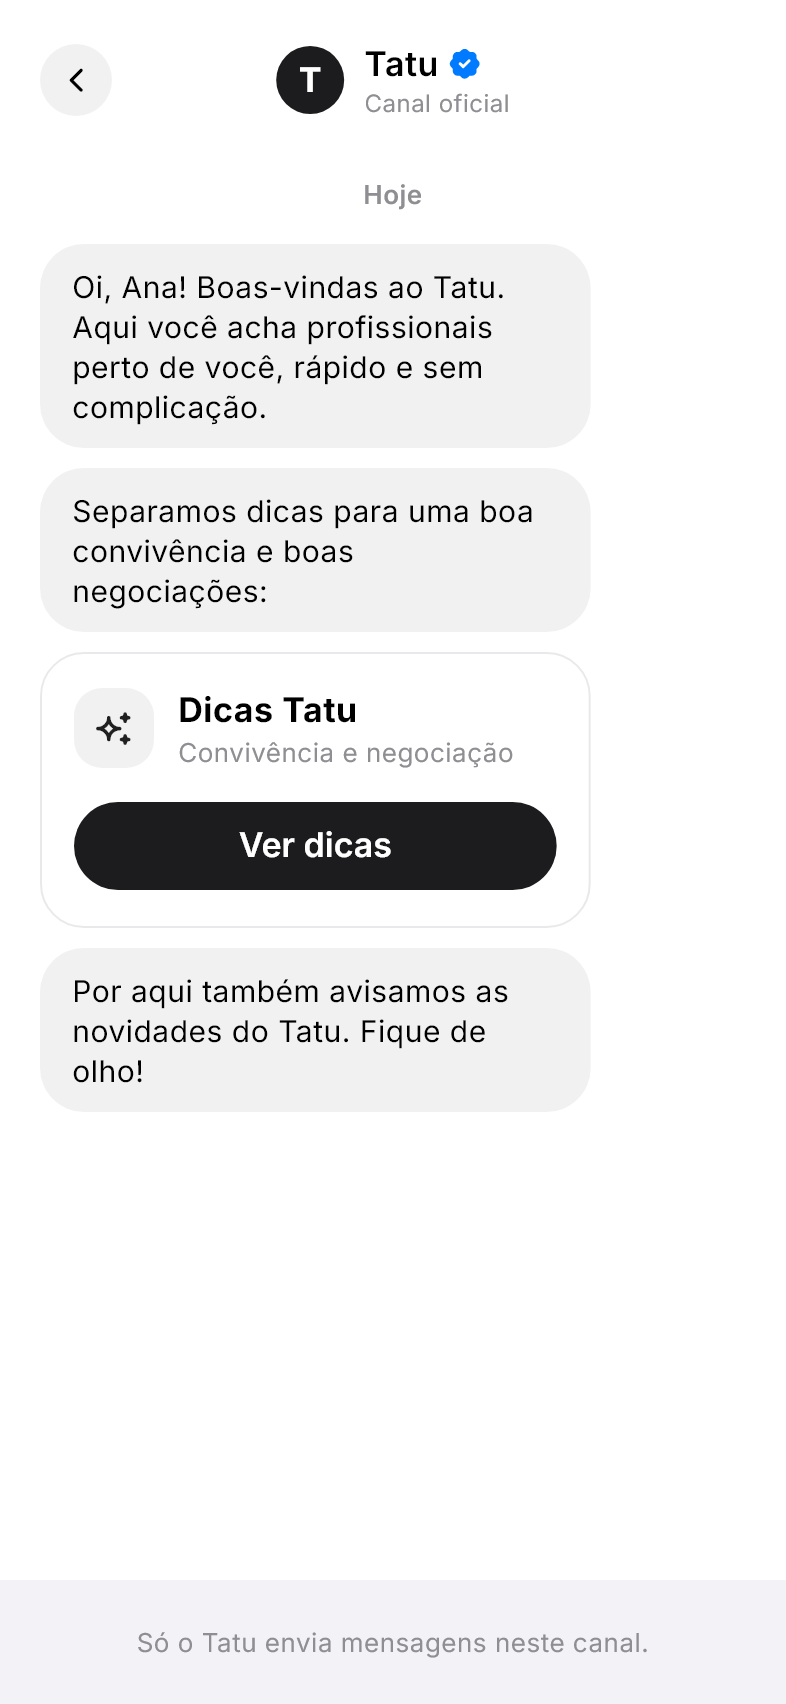 T
Tatu
Canal oficial
Hoje
Oi, Ana! Boas-vindas ao Tatu.
Aqui você acha profissionais
perto de você, rápido e sem
complicação.
Separamos dicas para uma boa
convivência e boas
negociações:
Dicas Tatu
Convivência e negociação
Ver dicas
Por aqui também avisamos as
novidades do Tatu. Fique de
olho!
Só o Tatu envia mensagens neste canal.